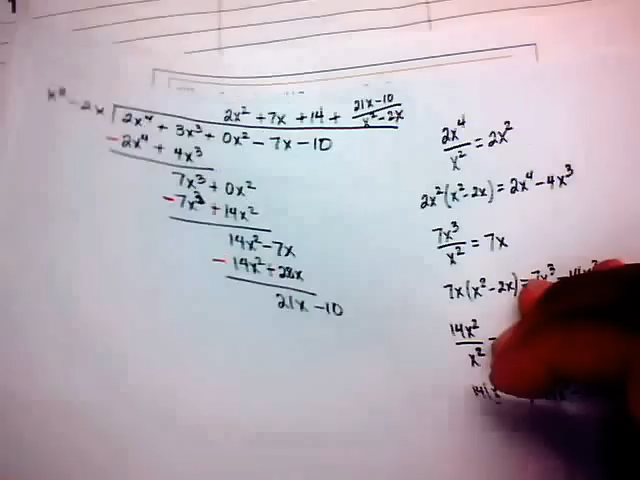 2x² + 7x + 14 + (21x-10)/(x²-2x)
- 2x 2x⁴ + 3x³ + 0x² - 7x - 10
- 2x⁴ + 4x³
7x³ + 0x²
- 7x³ + 14x²
14x² - 7x
- 14x² + 28x
21x - 10
2x⁴/x² = 2x²
2x²(x²-2x) = 2x⁴ - 4x³
7x³/x² = 7x
7x(x²-2x) = 7x³ - 14x²
14x²/x² =